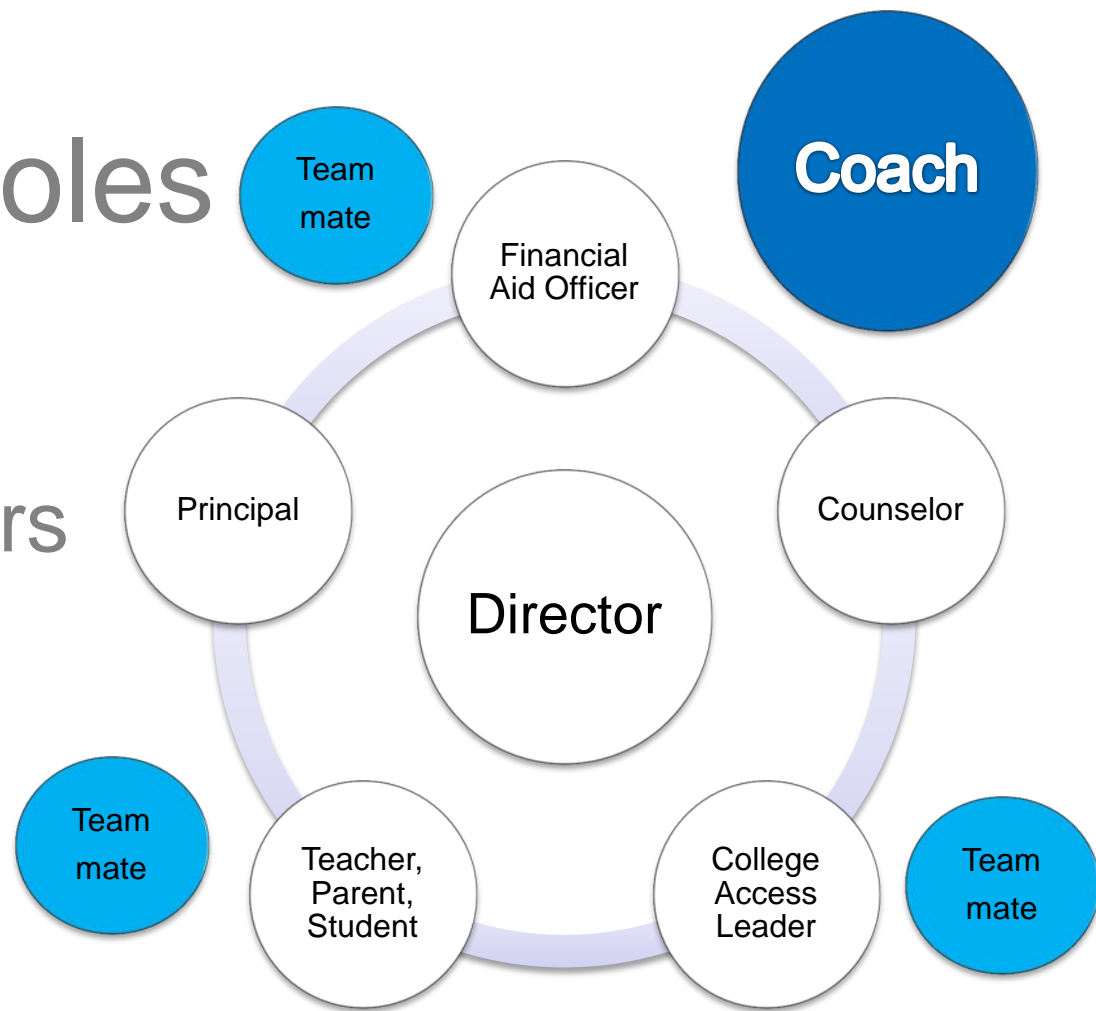 oles
Team
mate
Coach
Financial
Aid Officer
rs
Principal
Counselor
Director
Team
mate
Teacher,
Parent,
Student
College
Access
Leader
Team
mate